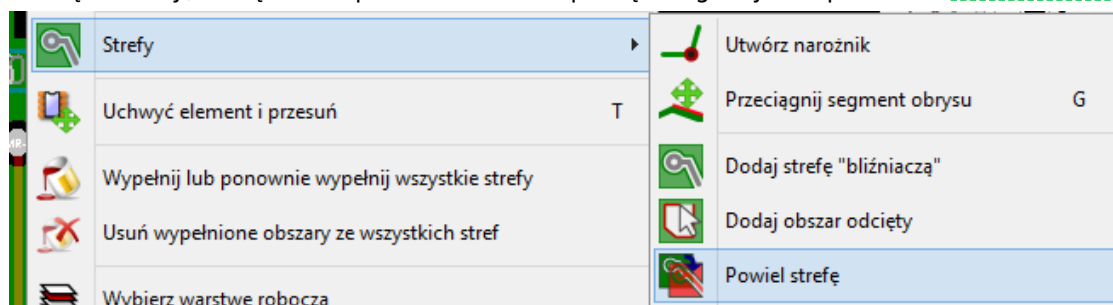 Strefy
Uchwyć element i przesuń T
Wypełnij lub ponownie wypełnij wszystkie strefy
Usuń wypełnione obszary ze wszystkich stref
Wybierz warstwę roboczą
Utwórz narożnik
Przeciągnij segment obrysu G
Dodaj strefę "bliźniaczą"
Dodaj obszar odcięty
Powiel strefę